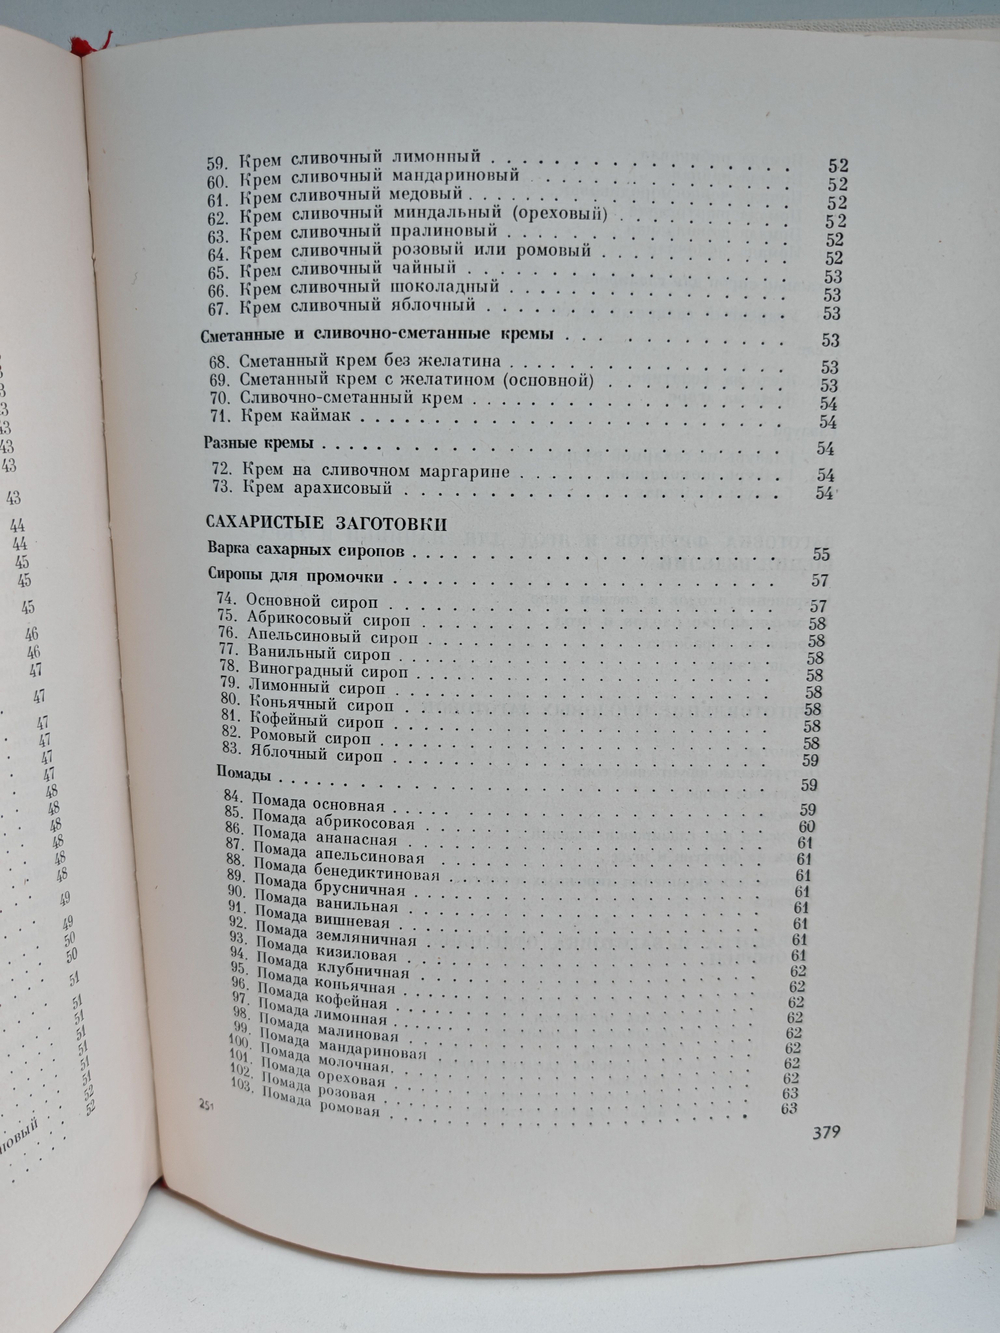 59. Крем сливочный лимонный . . . . . . . . . . . . . . 52
60. Крем сливочный мандариновый . . . . . . . . . . . . 52
61. Крем сливочный медовый . . . . . . . . . . . . . . 52
62. Крем сливочный миндальный (ореховый) . . . . . . . . 52
63. Крем сливочный пралиновый . . . . . . . . . . . . . 52
64. Крем сливочный розовый или ромовый . . . . . . . . . 52
65. Крем сливочный чайный . . . . . . . . . . . . . . . 53
66. Крем сливочный шоколадный . . . . . . . . . . . . . 53
67. Крем сливочный яблочный . . . . . . . . . . . . . . 53
Сметанные и сливочно-сметанные кремы . . . . . . . . . . 53
68. Сметанный крем без желатина . . . . . . . . . . . . 53
69. Сметанный крем с желатином (основной) . . . . . . . . 53
70. Сливочно-сметанный крем . . . . . . . . . . . . . . 54
71. Крем каймак . . . . . . . . . . . . . . . . . . . . 54
Разные кремы . . . . . . . . . . . . . . . . . . . . . 54
72. Крем на сливочном маргарине . . . . . . . . . . . . 54
73. Крем арахисовый . . . . . . . . . . . . . . . . . . 54
САХАРИСТЫЕ ЗАГОТОВКИ
Варка сахарных сиропов . . . . . . . . . . . . . . . . 55
Сиропы для промочки . . . . . . . . . . . . . . . . . . 57
74. Основной сироп . . . . . . . . . . . . . . . . . . 57
75. Абрикосовый сироп . . . . . . . . . . . . . . . . . 58
76. Апельсиновый сироп . . . . . . . . . . . . . . . . 58
77. Ванильный сироп . . . . . . . . . . . . . . . . . . 58
78. Виноградный сироп . . . . . . . . . . . . . . . . . 58
79. Лимонный сироп . . . . . . . . . . . . . . . . . . 58
80. Коньячный сироп . . . . . . . . . . . . . . . . . . 58
81. Кофейный сироп . . . . . . . . . . . . . . . . . . 58
82. Ромовый сироп . . . . . . . . . . . . . . . . . . . 58
83. Яблочный сироп . . . . . . . . . . . . . . . . . . 59
Помады . . . . . . . . . . . . . . . . . . . . . . . . 59
84. Помада основная . . . . . . . . . . . . . . . . . . 59
85. Помада абрикосовая . . . . . . . . . . . . . . . . 60
86. Помада ананасная . . . . . . . . . . . . . . . . . 61
87. Помада апельсиновая . . . . . . . . . . . . . . . . 61
88. Помада бенедиктиновая . . . . . . . . . . . . . . . 61
89. Помада брусничная . . . . . . . . . . . . . . . . . 61
90. Помада ванильная . . . . . . . . . . . . . . . . . 61
91. Помада вишневая . . . . . . . . . . . . . . . . . . 61
92. Помада земляничная . . . . . . . . . . . . . . . . 61
93. Помада кизиловая . . . . . . . . . . . . . . . . . 61
94. Помада клубничная . . . . . . . . . . . . . . . . . 62
95. Помада коньячная . . . . . . . . . . . . . . . . . 62
96. Помада кофейная . . . . . . . . . . . . . . . . . . 62
97. Помада лимонная . . . . . . . . . . . . . . . . . . 62
98. Помада малиновая . . . . . . . . . . . . . . . . . 62
99. Помада мандариновая . . . . . . . . . . . . . . . . 62
100. Помада молочная . . . . . . . . . . . . . . . . . 62
101. Помада ореховая . . . . . . . . . . . . . . . . . 62
102. Помада розовая . . . . . . . . . . . . . . . . . . 63
103. Помада ромовая . . . . . . . . . . . . . . . . . . 63
25*
379